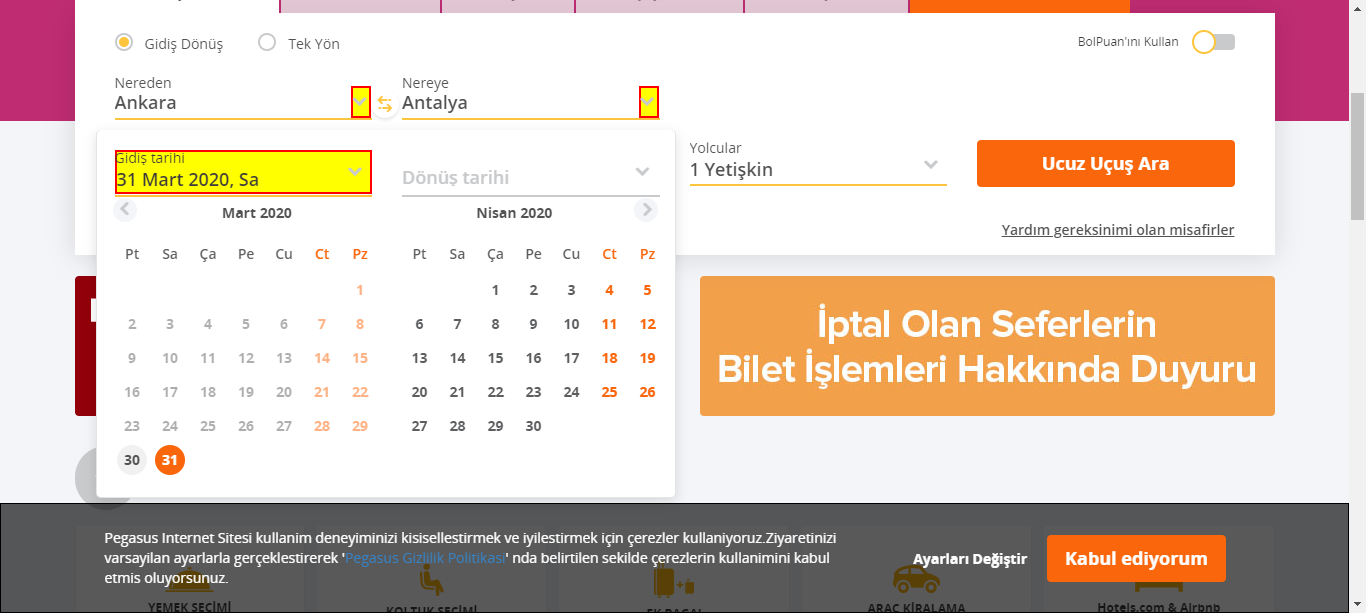 Gidiş Dönüş
Tek Yön
BolPuan'ını Kullan
Nereden
Ankara
Nereye
Antalya
Gidiş tarihi
31 Mart 2020, Sa
Dönüş tarihi
Yolcular
1 Yetişkin
Ucuz Uçuş Ara
Yardım gereksinimi olan misafirler
Mart 2020
Pt Sa Ça Pe Cu Ct Pz
1
2 3 4 5 6 7 8
9 10 11 12 13 14 15
16 17 18 19 20 21 22
23 24 25 26 27 28 29
30 31
Nisan 2020
Pt Sa Ça Pe Cu Ct Pz
1 2 3 4 5
6 7 8 9 10 11 12
13 14 15 16 17 18 19
20 21 22 23 24 25 26
27 28 29 30
İptal Olan Seferlerin
Bilet İşlemleri Hakkında Duyuru
Pegasus Internet Sitesi kullanim deneyiminizi kisisellestirmek ve iyilestirmek için çerezler kullaniyoruz.Ziyaretinizi
varsayilan ayarlarla gerçeklestirerek 'Pegasus Gizlilik Politikasi' nda belirtilen sekilde çerezlerin kullanimini kabul
etmis oluyorsunuz.
Ayarları Değiştir
Kabul ediyorum
YEMEK SEÇİMİ
KOLTUK SEÇİMİ
EK BAGAJ
ARAÇ KİRALAMA
Hotels.com & Airbnb